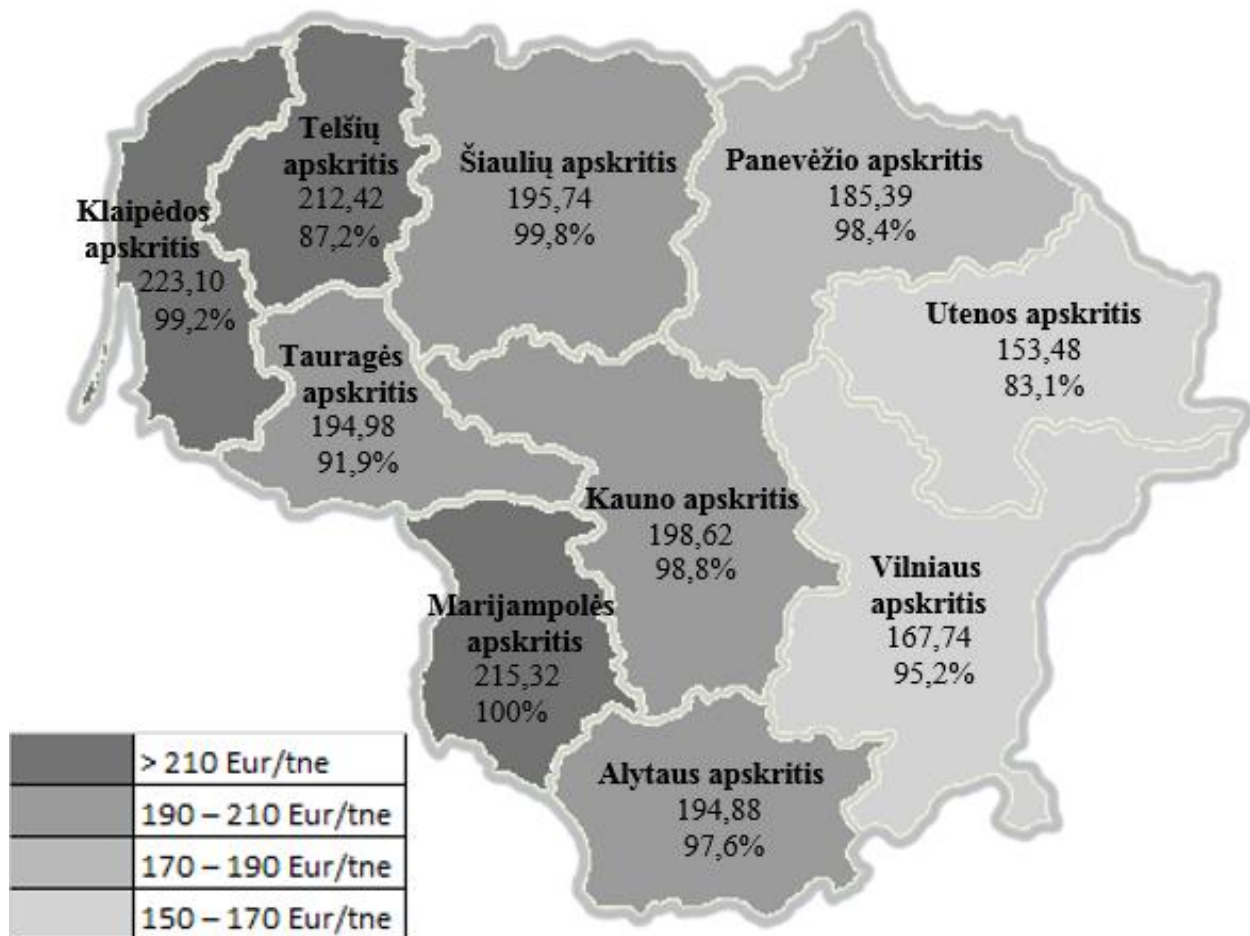 Telšių
apskritis
212,42
87,2%
Šiaulių apskritis
195,74
99,8%
Panevėžio apskritis
185,39
98,4%
Klaipėdos
apskritis
223,10
99,2%
Utenos apskritis
153,48
83,1%
Tauragės
apskritis
194,98
91,9%
Kauno apskritis
198,62
98,8%
Vilniaus
apskritis
167,74
95,2%
Marijampolės
apskritis
215,32
100%
Alytaus apskritis
194,88
97,6%
> 210 Eur/tne
190 – 210 Eur/tne
170 – 190 Eur/tne
150 – 170 Eur/tne